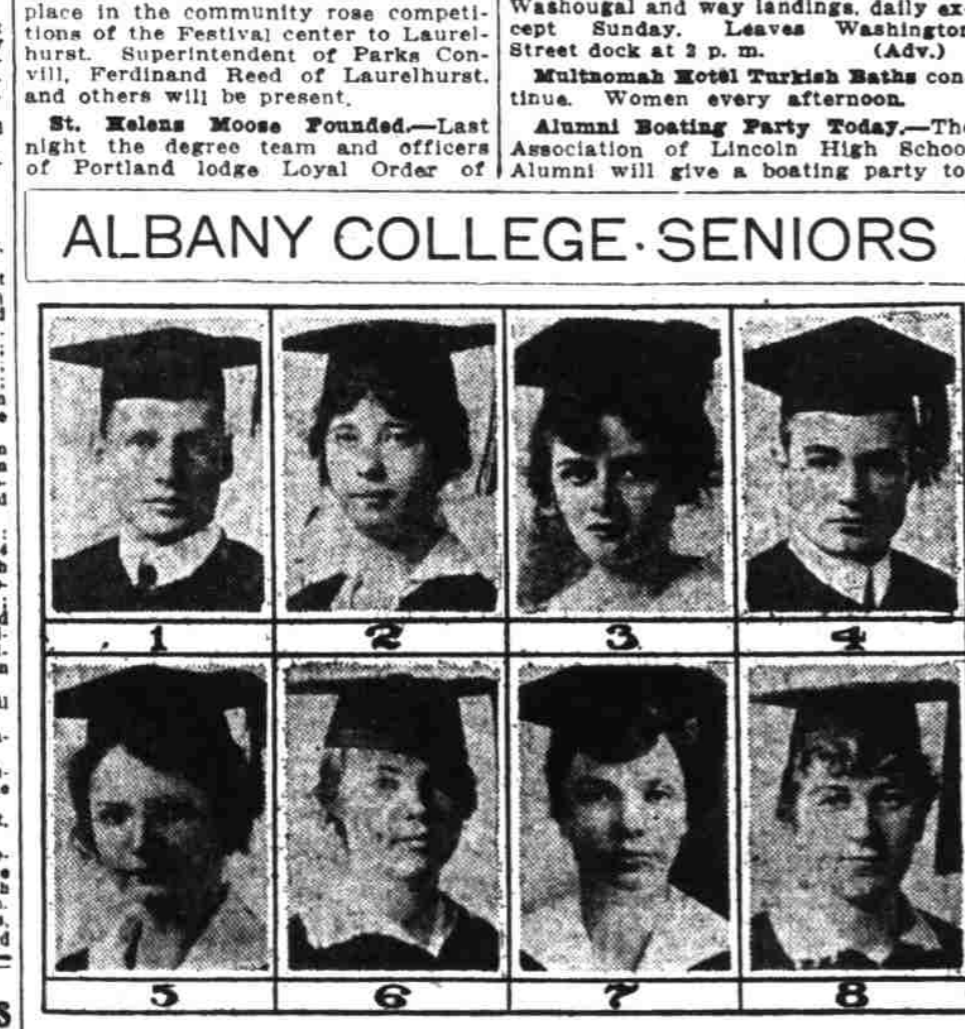 place in the community rose competi-
tions of the Festival center to Laurel-
hurst. Superintendent of Parks Con-
vill, Ferdinand Reed of Laurelhurst,
and others will be present.
St. Helens Moose Founded.—Last
night the degree team and officers
of Portland lodge Loyal Order of
Washougal and way landings, daily ex-
cept Sunday. Leaves Washington
Street dock at 2 p. m. (Adv.)
Multnomah Hotel Turkish Baths con-
tinue. Women every afternoon.
Alumni Boating Party Today.—The
Association of Lincoln High School
Alumni will give a boating party to-
ALBANY COLLEGE·SENIORS
1 2 3 4
5 6 7 8